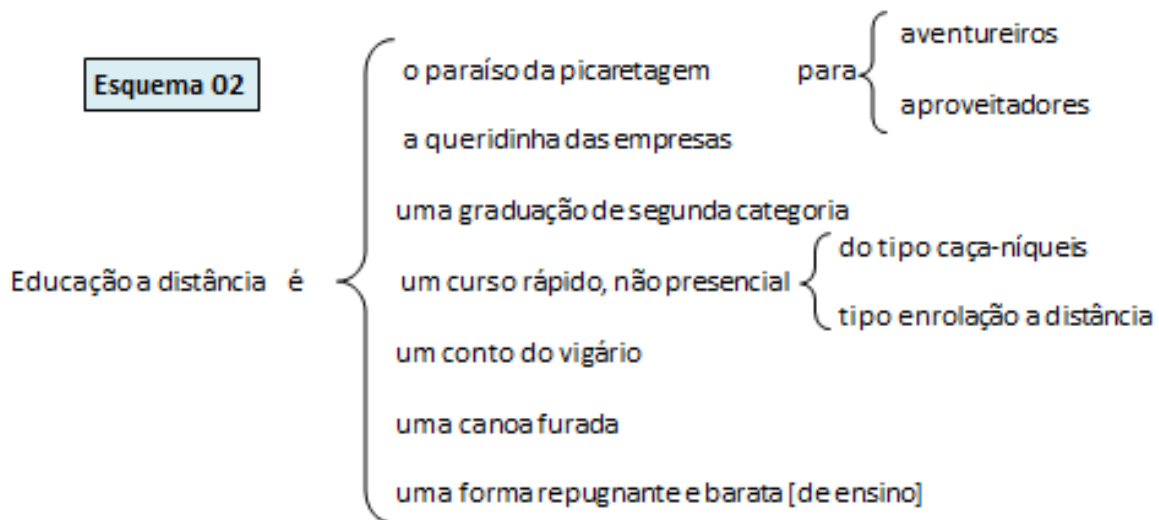 Esquema 02
Educação a distância é
o paraíso da picaretagem para
aventureiros
aproveitadores
a queridinha das empresas
uma graduação de segunda categoria
um curso rápido, não presencial
do tipo caça-níqueis
tipo enrolação a distância
um conto do vigário
uma canoa furada
uma forma repugnante e barata [de ensino]